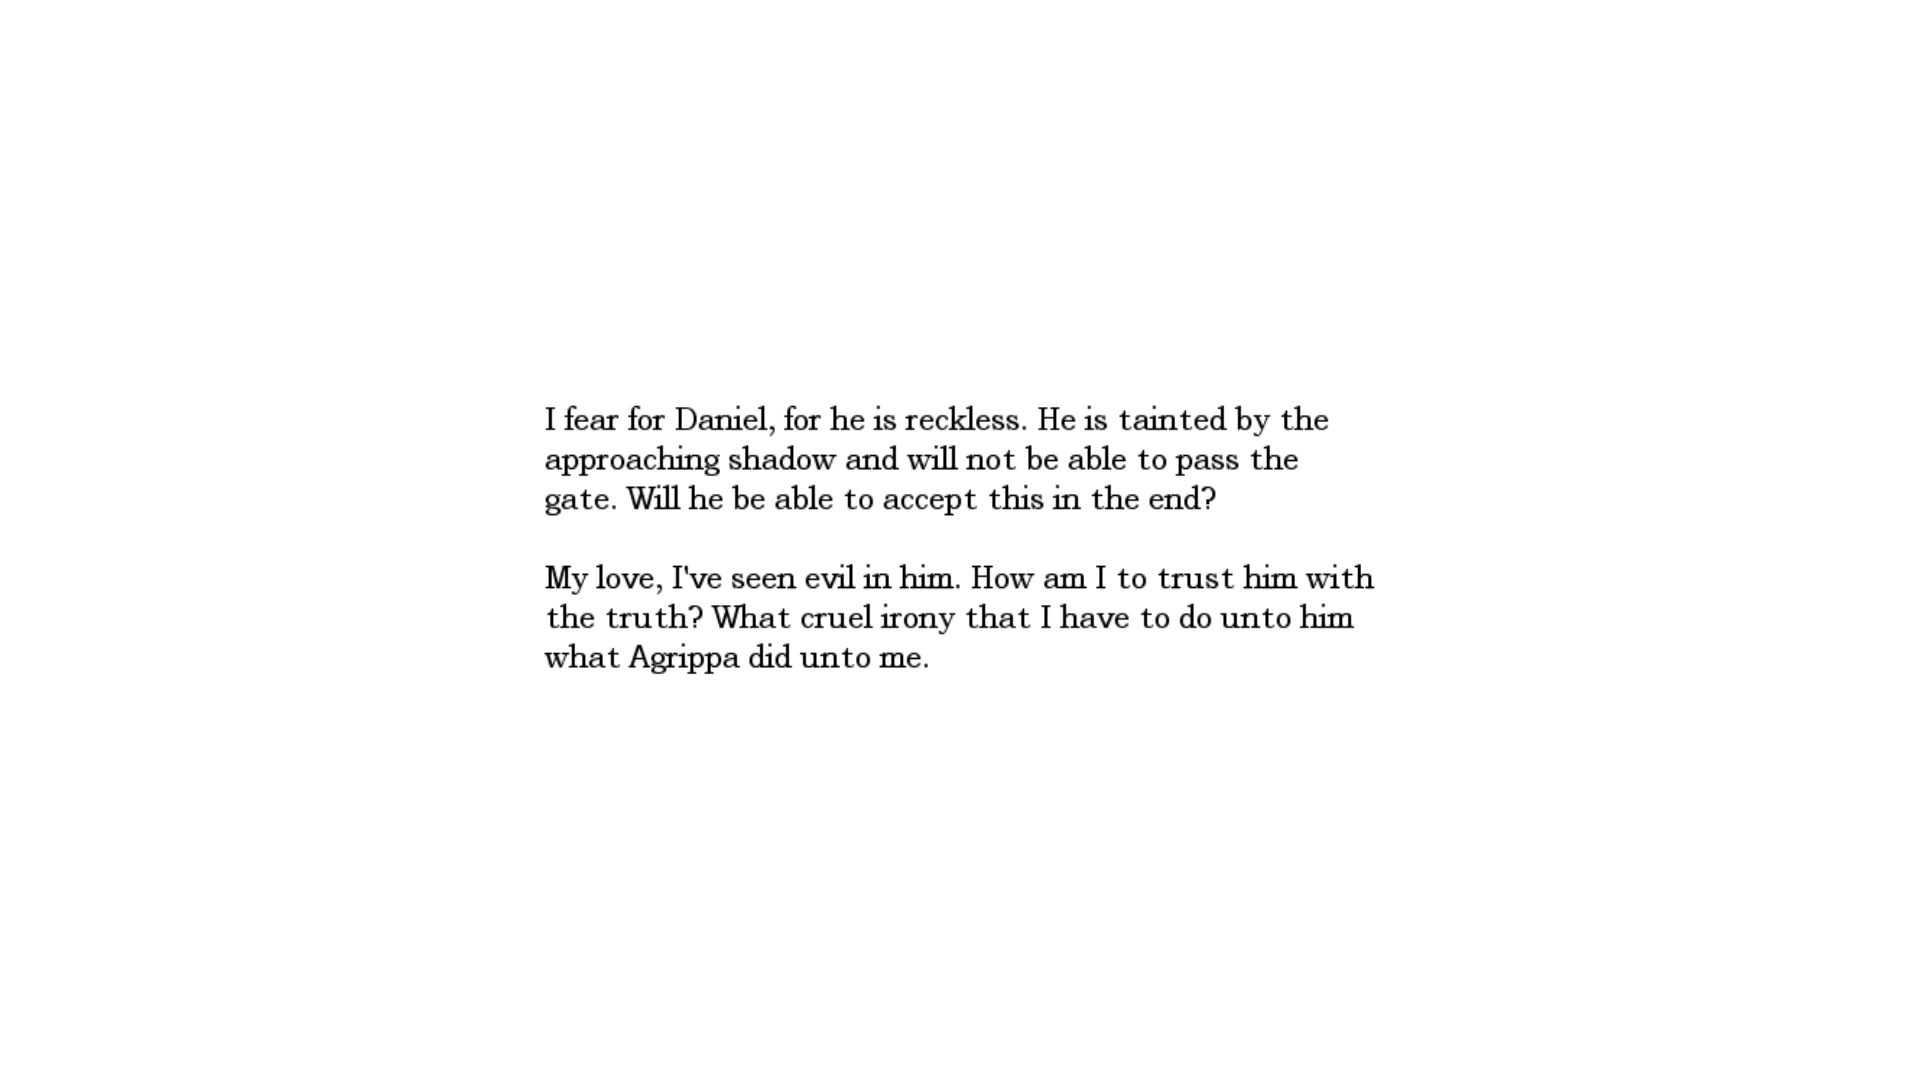 I fear for Daniel, for he is reckless. He is tainted by the
approaching shadow and will not be able to pass the
gate. Will he be able to accept this in the end?
My love, I've seen evil in him. How am I to trust him with
the truth? What cruel irony that I have to do unto him
what Agrippa did unto me.